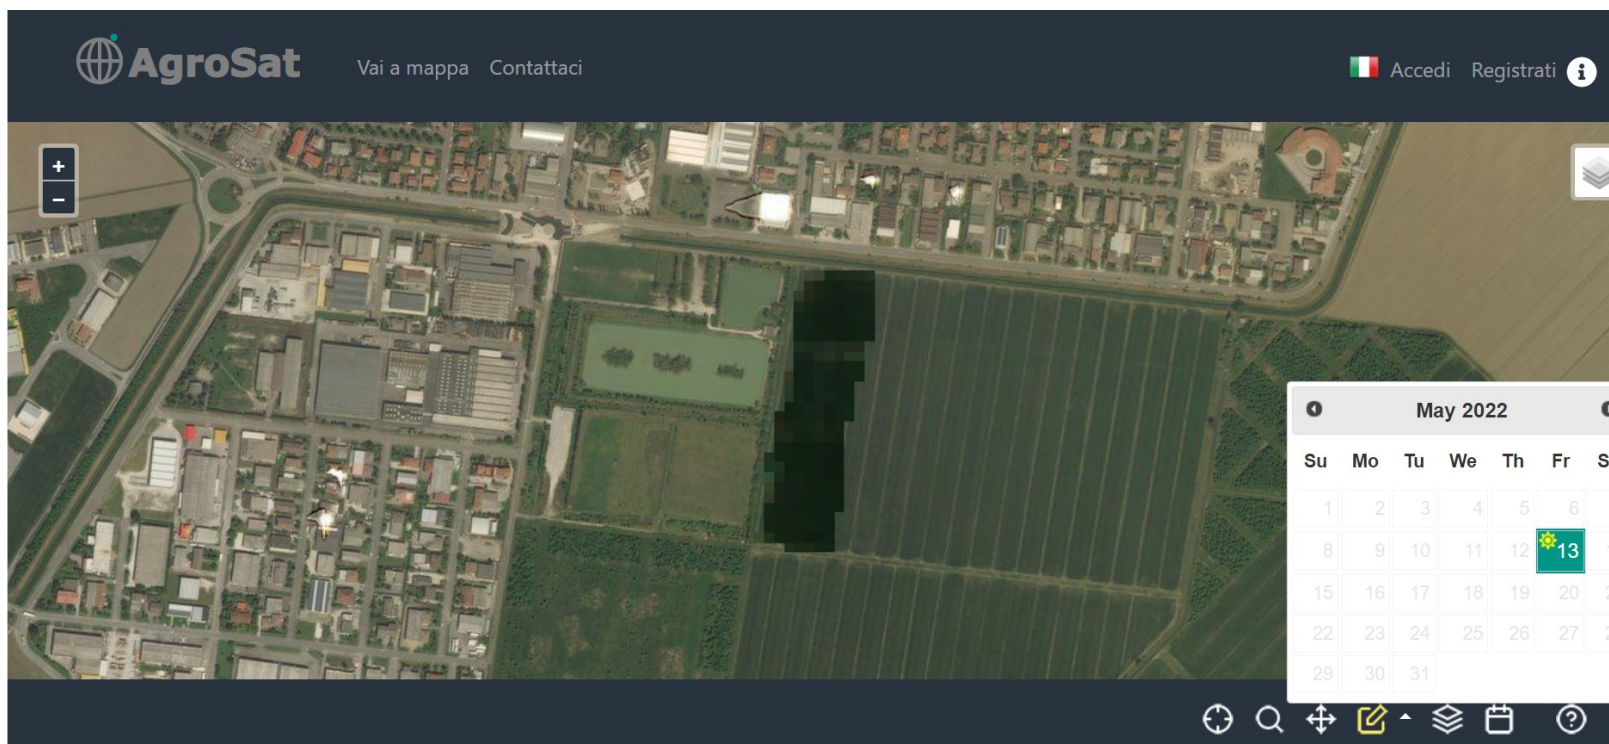 AgroSat Vai a mappa Contattaci Accedi Registrati
+
−
May 2022
Su Mo Tu We Th Fr S
1 2 3 4 5 6
8 9 10 11 12 13
15 16 17 18 19 20
22 23 24 25 26 27
29 30 31